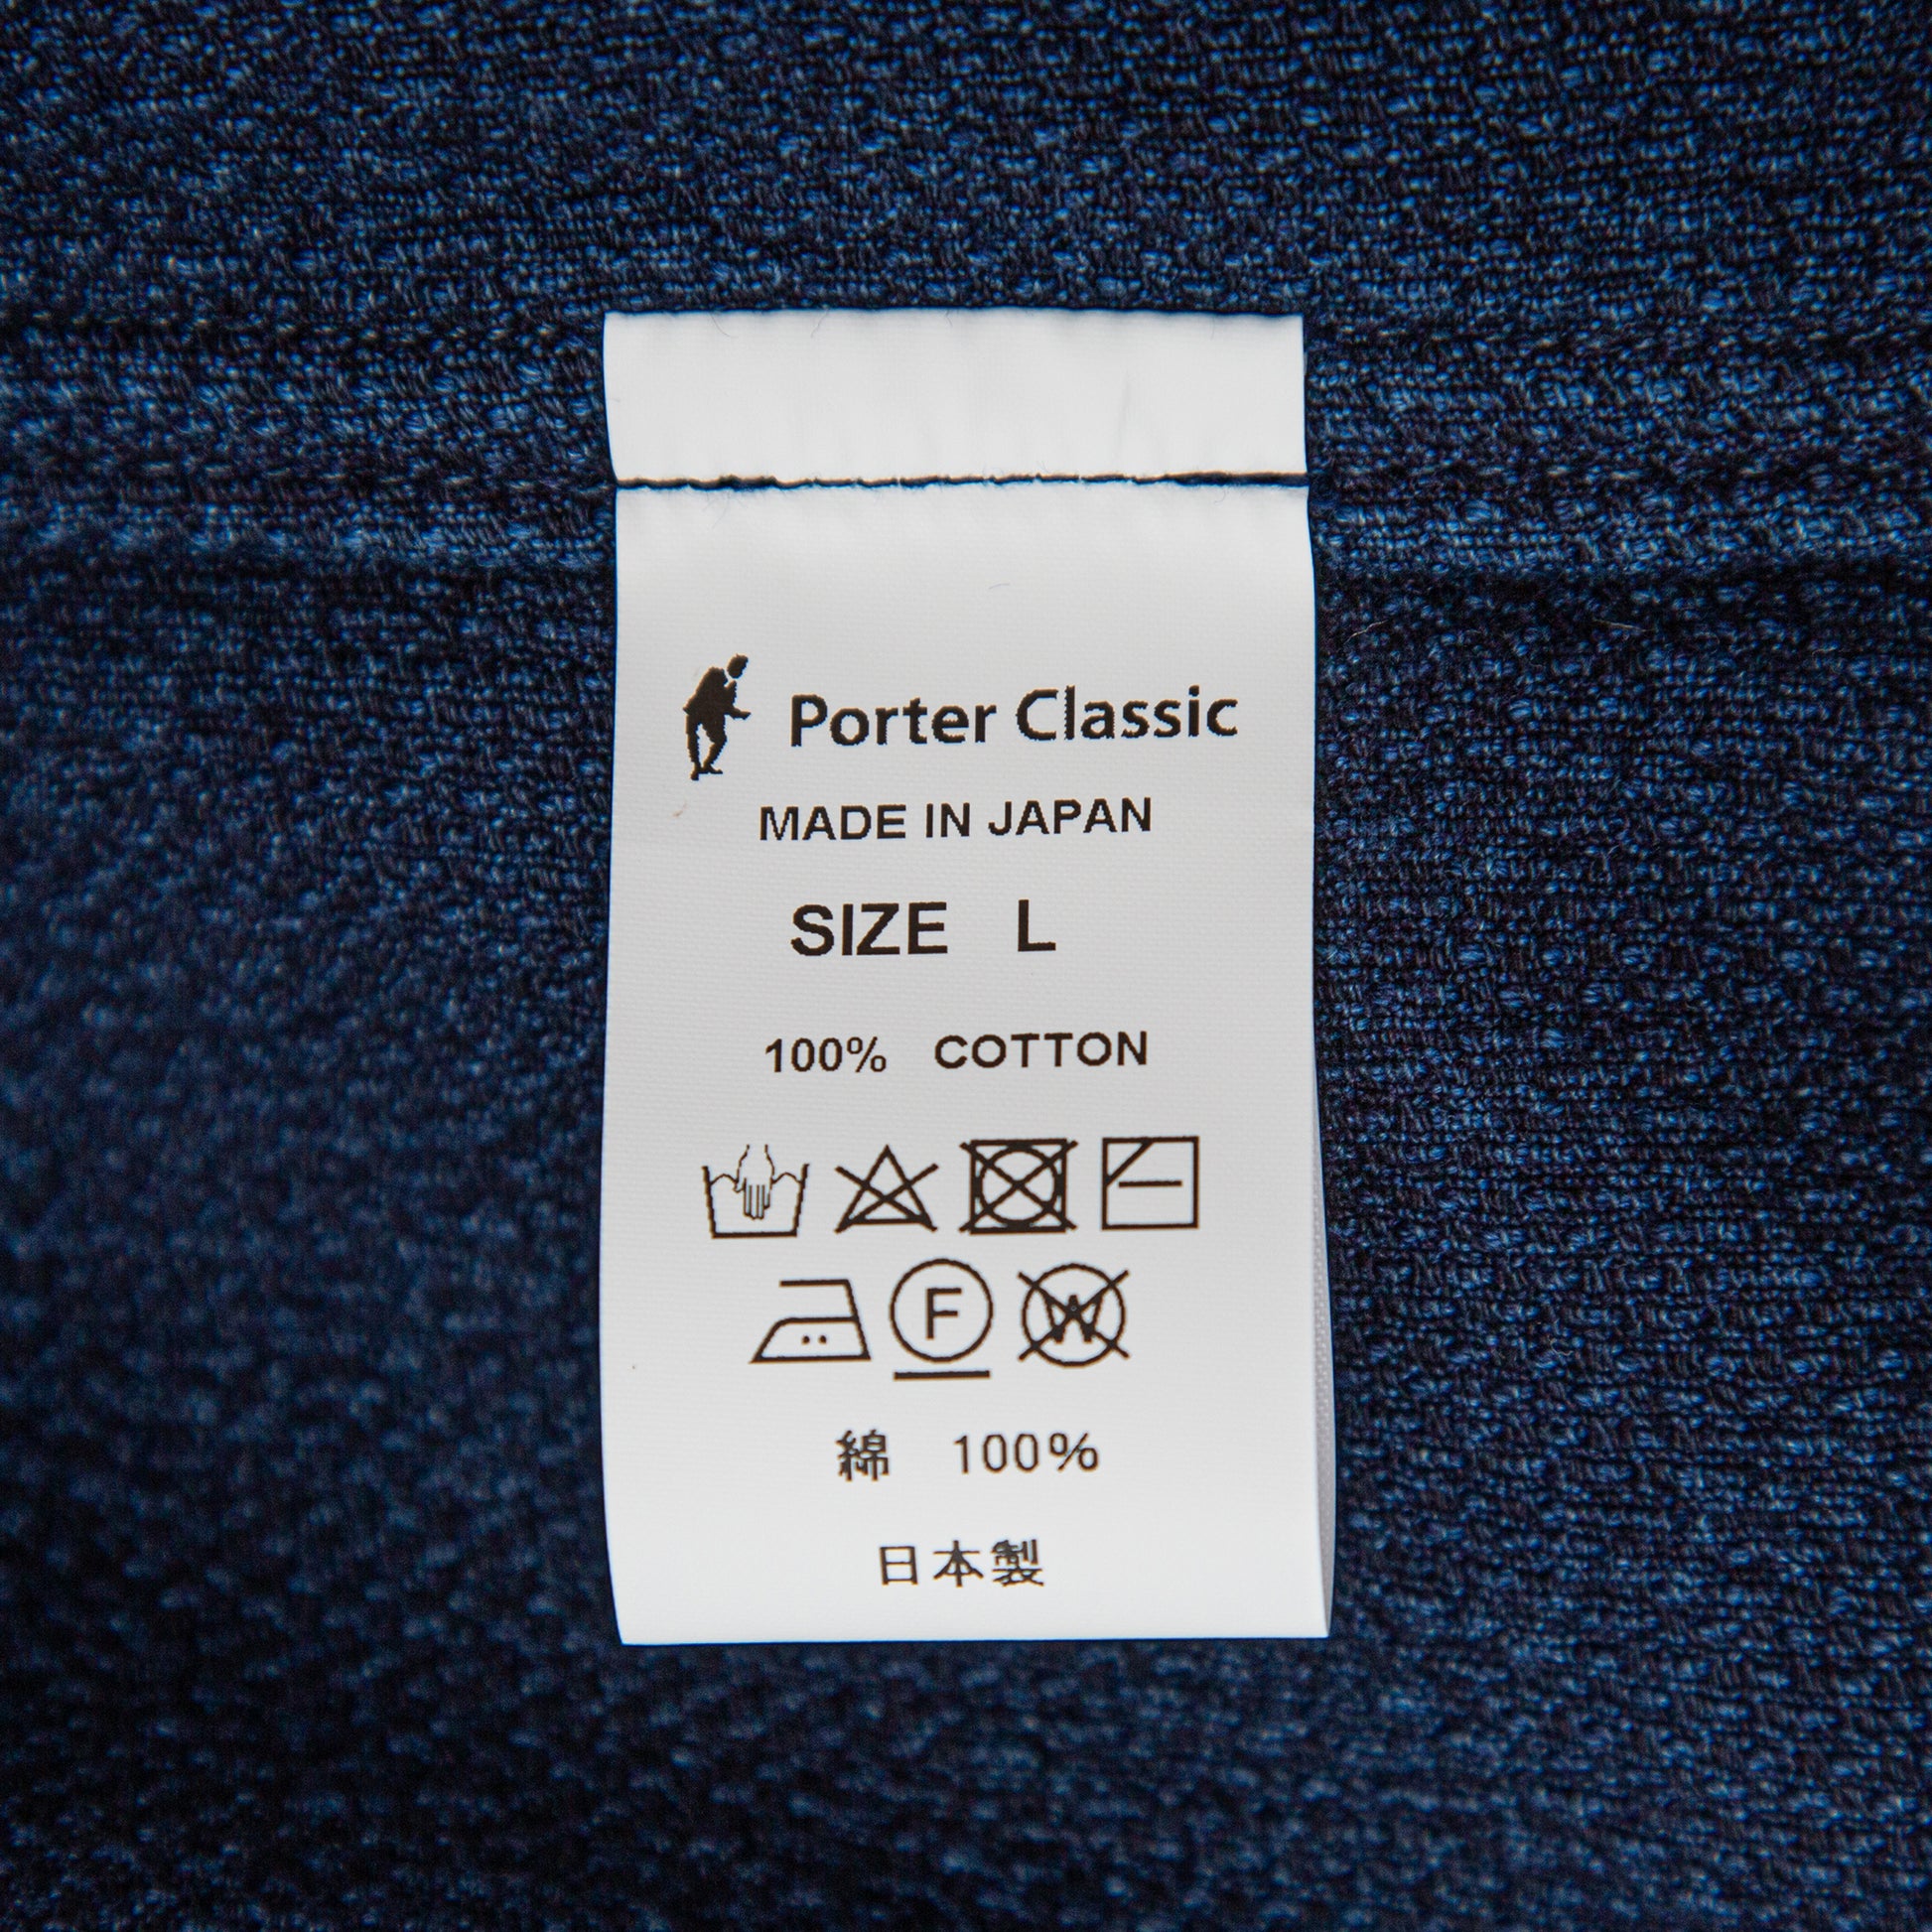 Porter Classic
MADE IN JAPAN
SIZE L
100% COTTON
F W
綿 100%
日本製